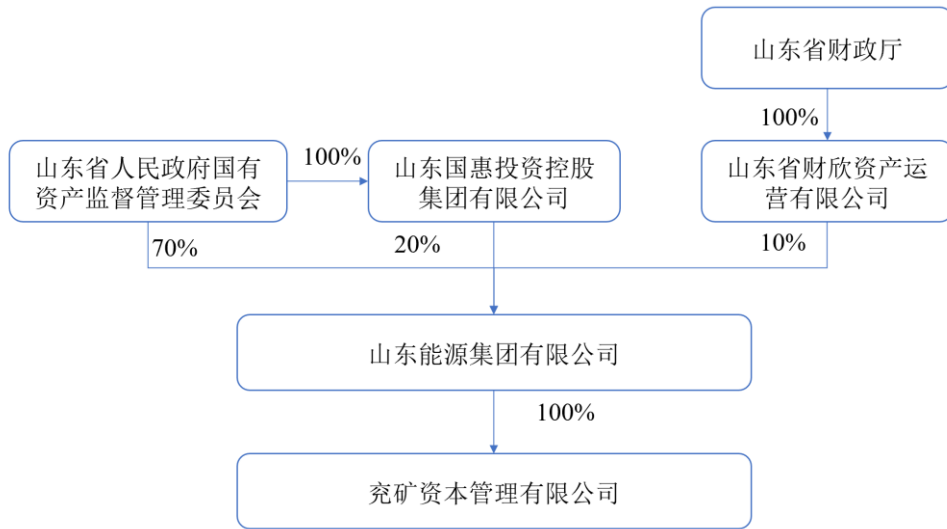 山东省财政厅
100%
山东省人民政府国有
资产监督管理委员会
100%
山东国惠投资控股
集团有限公司
山东省财欣资产运
营有限公司
70%
20%
10%
山东能源集团有限公司
100%
兖矿资本管理有限公司